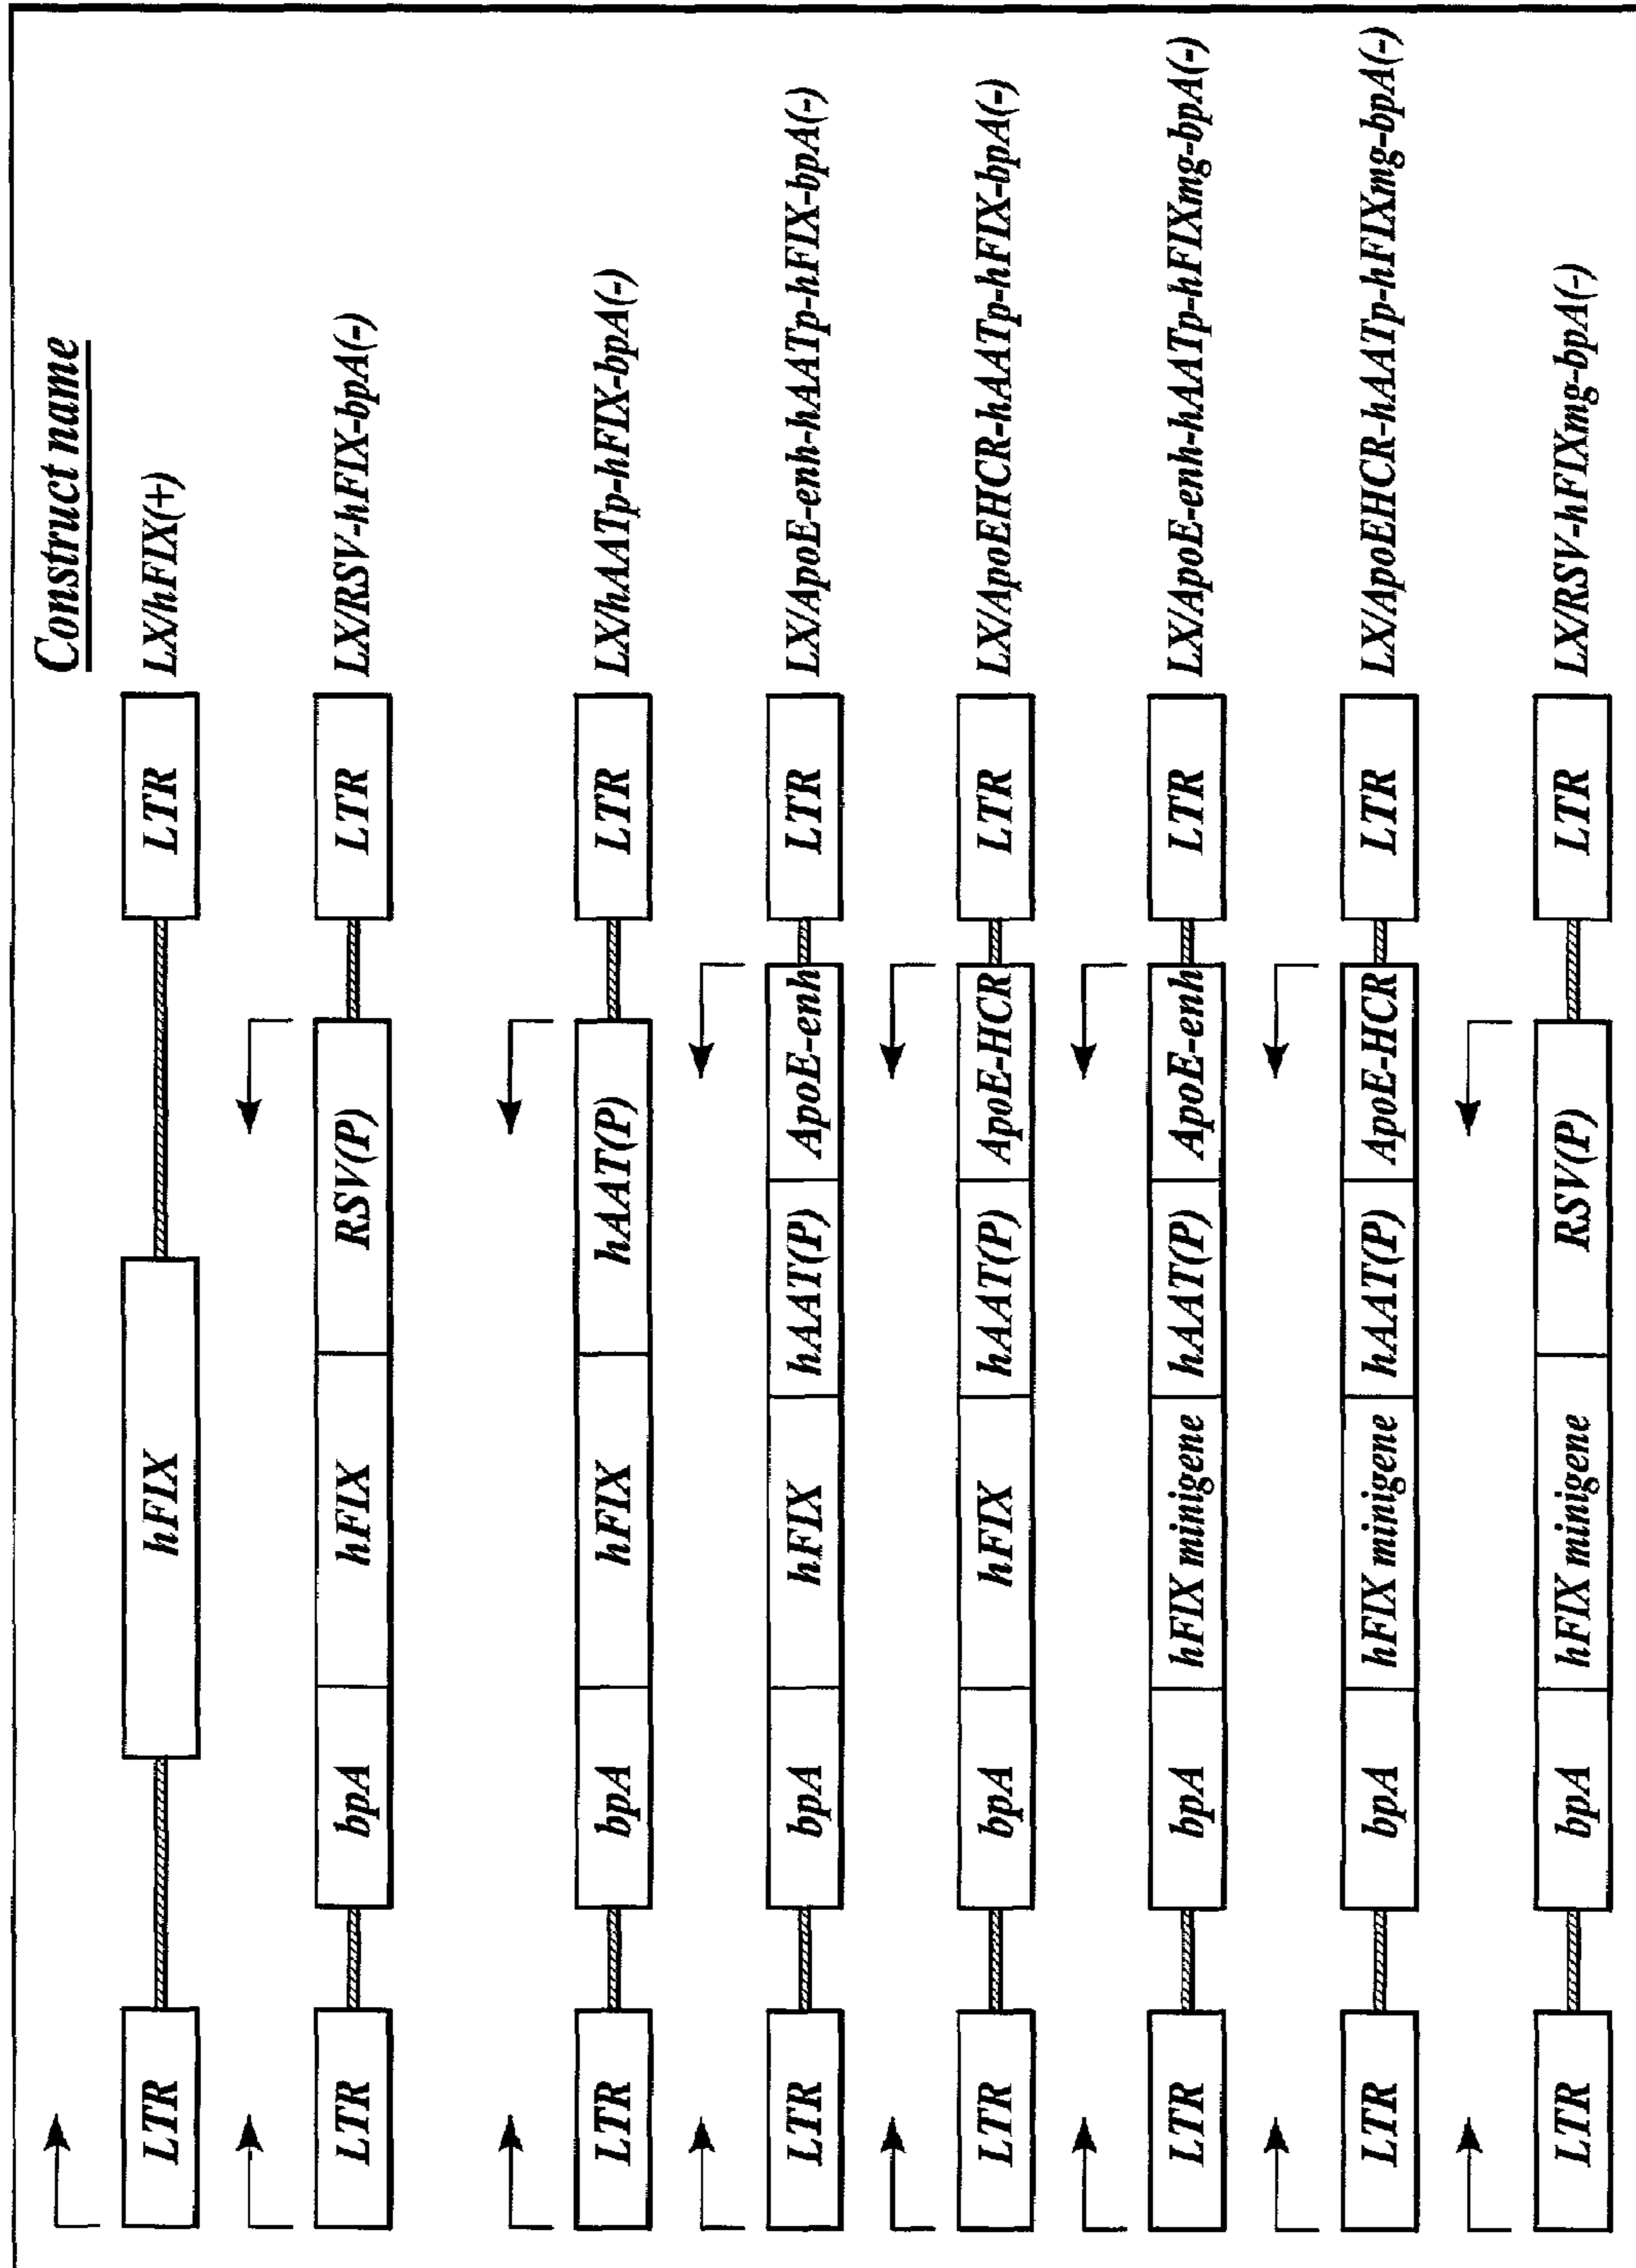 Construct name
LTR hFIX LTR LX/hFIX(+)
LTR bpA hFIX RSV(P) LTR LX/RSV-hFIX-bpA(-)
LTR bpA hFIX hAAT(P) LTR LX/hAATp-hFIX-bpA(-)
LTR bpA hFIX hAAT(P) ApoE-enh LTR LX/ApoE-enh-hAATp-hFIX-bpA(-)
LTR bpA hFIX hAAT(P) ApoE-HCR LTR LX/ApoEHCR-hAATp-hFIX-bpA(-)
LTR bpA hFIX minigene hAAT(P) ApoE-enh LTR LX/ApoE-enh-hAATp-hFIXmg-bpA(-)
LTR bpA hFIX minigene hAAT(P) ApoE-HCR LTR LX/ApoEHCR-hAATp-hFIXmg-bpA(-)
LTR bpA hFIX minigene RSV(P) LTR LX/RSV-hFIXmg-bpA(-)